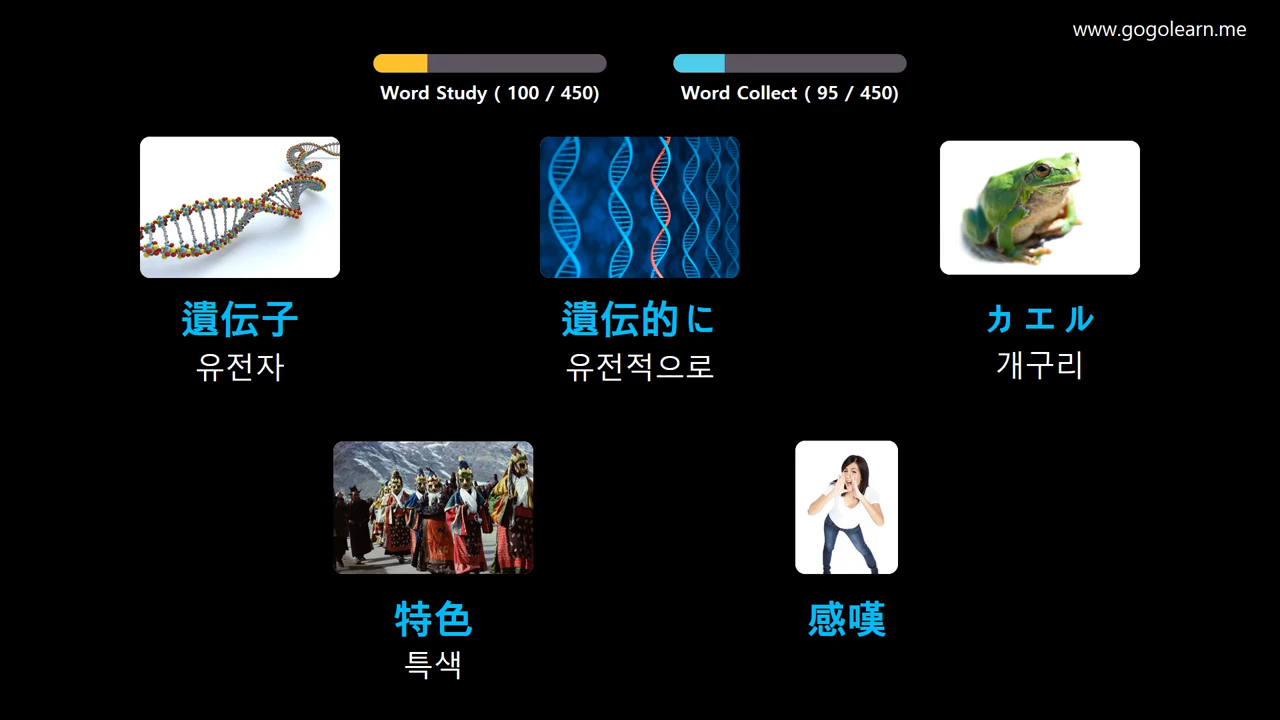 www.gogolearn.me
Word Study ( 100 / 450)
Word Collect ( 95 / 450)
遺伝子
유전자
遺伝的に
유전적으로
カエル
개구리
特色
특색
感嘆